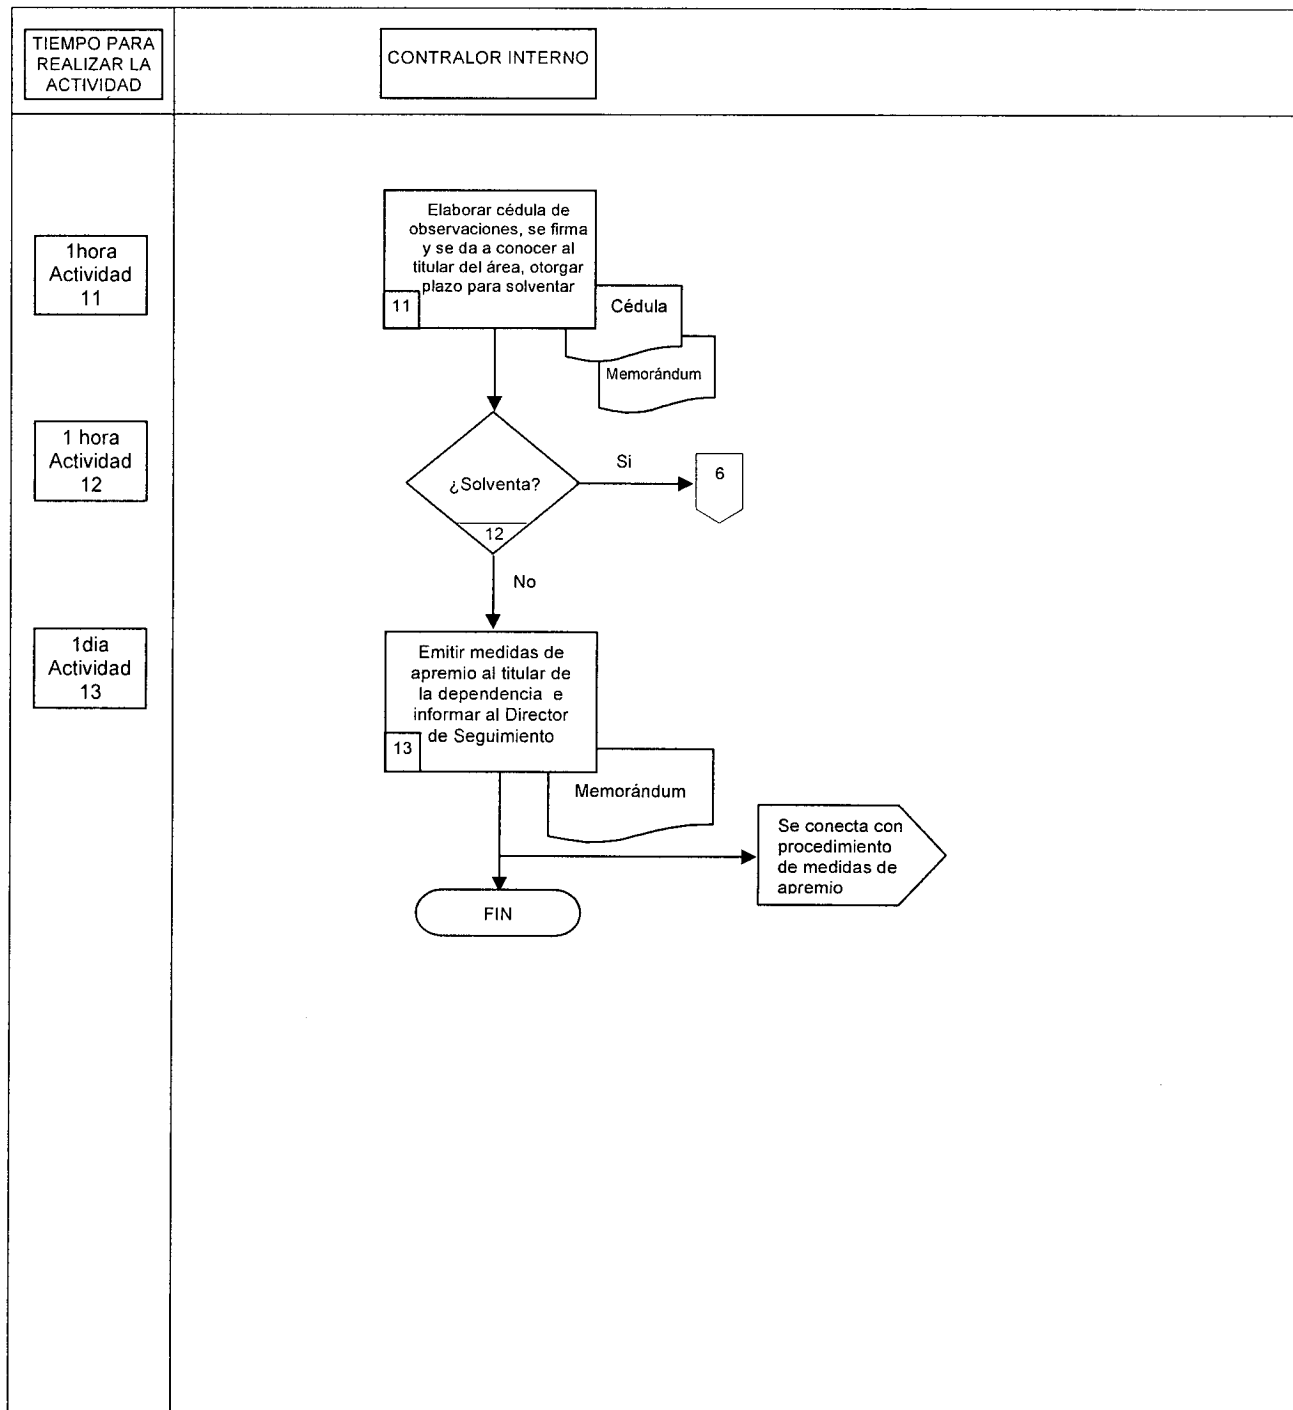 TIEMPO PARA
REALIZAR LA
ACTIVIDAD
CONTRALOR INTERNO
1hora
Actividad
11
Elaborar cédula de
observaciones, se firma
y se da a conocer al
titular del área, otorgar
plazo para solventar
11
Cédula
Memorándum
1 hora
Actividad
12
¿Solventa?
12
Si
6
No
1dia
Actividad
13
Emitir medidas de
apremio al titular de
la dependencia e
informar al Director
de Seguimiento
13
Memorándum
Se conecta con
procedimiento
de medidas de
apremio
FIN